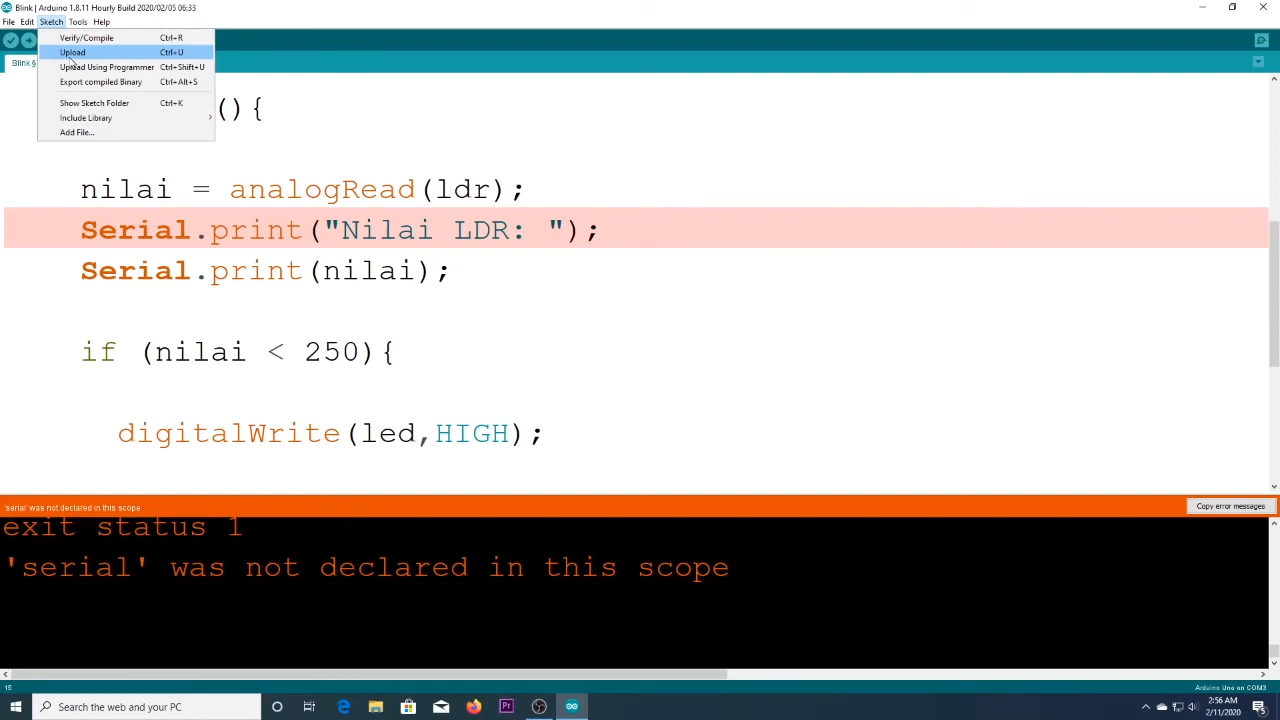 Blink | Arduino 1.8.11 Hourly Build 2020/02/05 06:33
File Edit Sketch Tools Help
Verify/Compile Ctrl+R
Upload Ctrl+U
Upload Using Programmer Ctrl+Shift+U
Export compiled Binary Ctrl+Alt+S
Show Sketch Folder Ctrl+K
Include Library
Add File...
Blink §
(){
nilai = analogRead(ldr);
Serial.print("Nilai LDR: ");
Serial.print(nilai);
if (nilai < 250){
digitalWrite(led,HIGH);
'serial' was not declared in this scope
Copy error messages
exit status 1
'serial' was not declared in this scope
15
Arduino Uno on COM3
Search the web and your PC
Pr
2:56 AM
2/11/2020
5